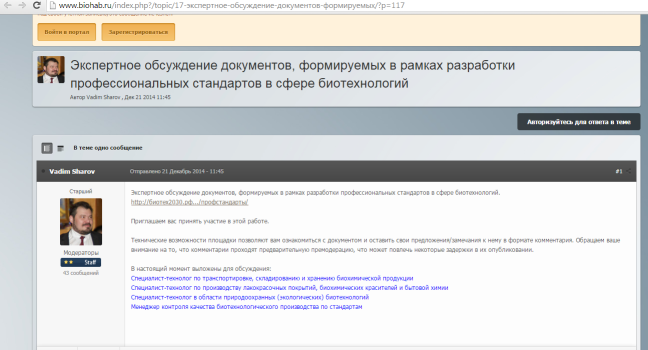 www.biohab.ru/index.php?/topic/17-экспертное-обсуждение-документов-формируемых/?p=117
Войти в портал
Зарегистрироваться
Экспертное обсуждение документов, формируемых в рамках разработки
профессиональных стандартов в сфере биотехнологий
Автор Vadim Sharov , Дек 21 2014 11:45
Авторизуйтесь для ответа в теме
В теме одно сообщение
Vadim Sharov
Отправлено 21 Декабрь 2014 - 11:45
#1
Старший
Модераторы
Staff
43 сообщений
Экспертное обсуждение документов, формируемых в рамках разработки профессиональных стандартов в сфере биотехнологий.
http://биотех2030.рф.../профстандарты/
Приглашаем вас принять участие в этой работе.
Технические возможности площадки позволяют вам ознакомиться с документом и оставить свои предложения/замечания к нему в формате комментария. Обращаем ваше
внимание на то, что комментарии проходят предварительную премодерацию, что может повлечь некоторые задержки в их опубликовании.
В настоящий момент выложены для обсуждения:
Специалист-технолог по транспортировке, складированию и хранению биохимической продукции
Специалист-технолог по производству лакокрасочных покрытий, биохимических красителей и бытовой химии
Специалист-технолог в области природоохранных (экологических) биотехнологий
Менеджер контроля качества биотехнологического производства по стандартам